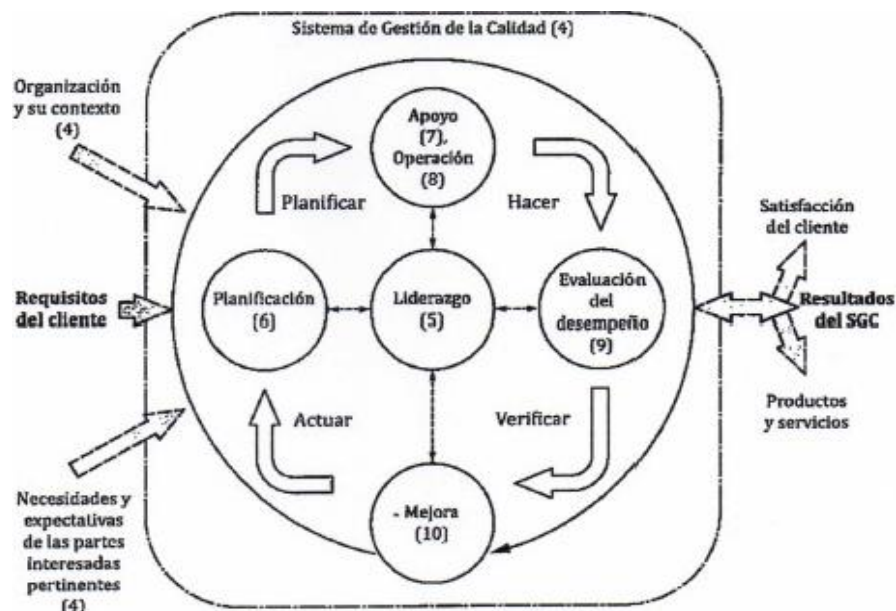 Sistema de Gestión de la Calidad (4)
Organización
y su contexto
(4)
Apoyo
(7),
Operación
(8)
Planificar
Hacer
Satisfacción
del cliente
Requisitos
del cliente
Planificación
(6)
Liderazgo
(5)
Evaluación
del
desempeño
(9)
Resultados
del SGC
Actuar
Verificar
Productos
y servicios
- Mejora
(10)
Necesidades y
expectativas
de las partes
interesadas
pertinentes
(4)